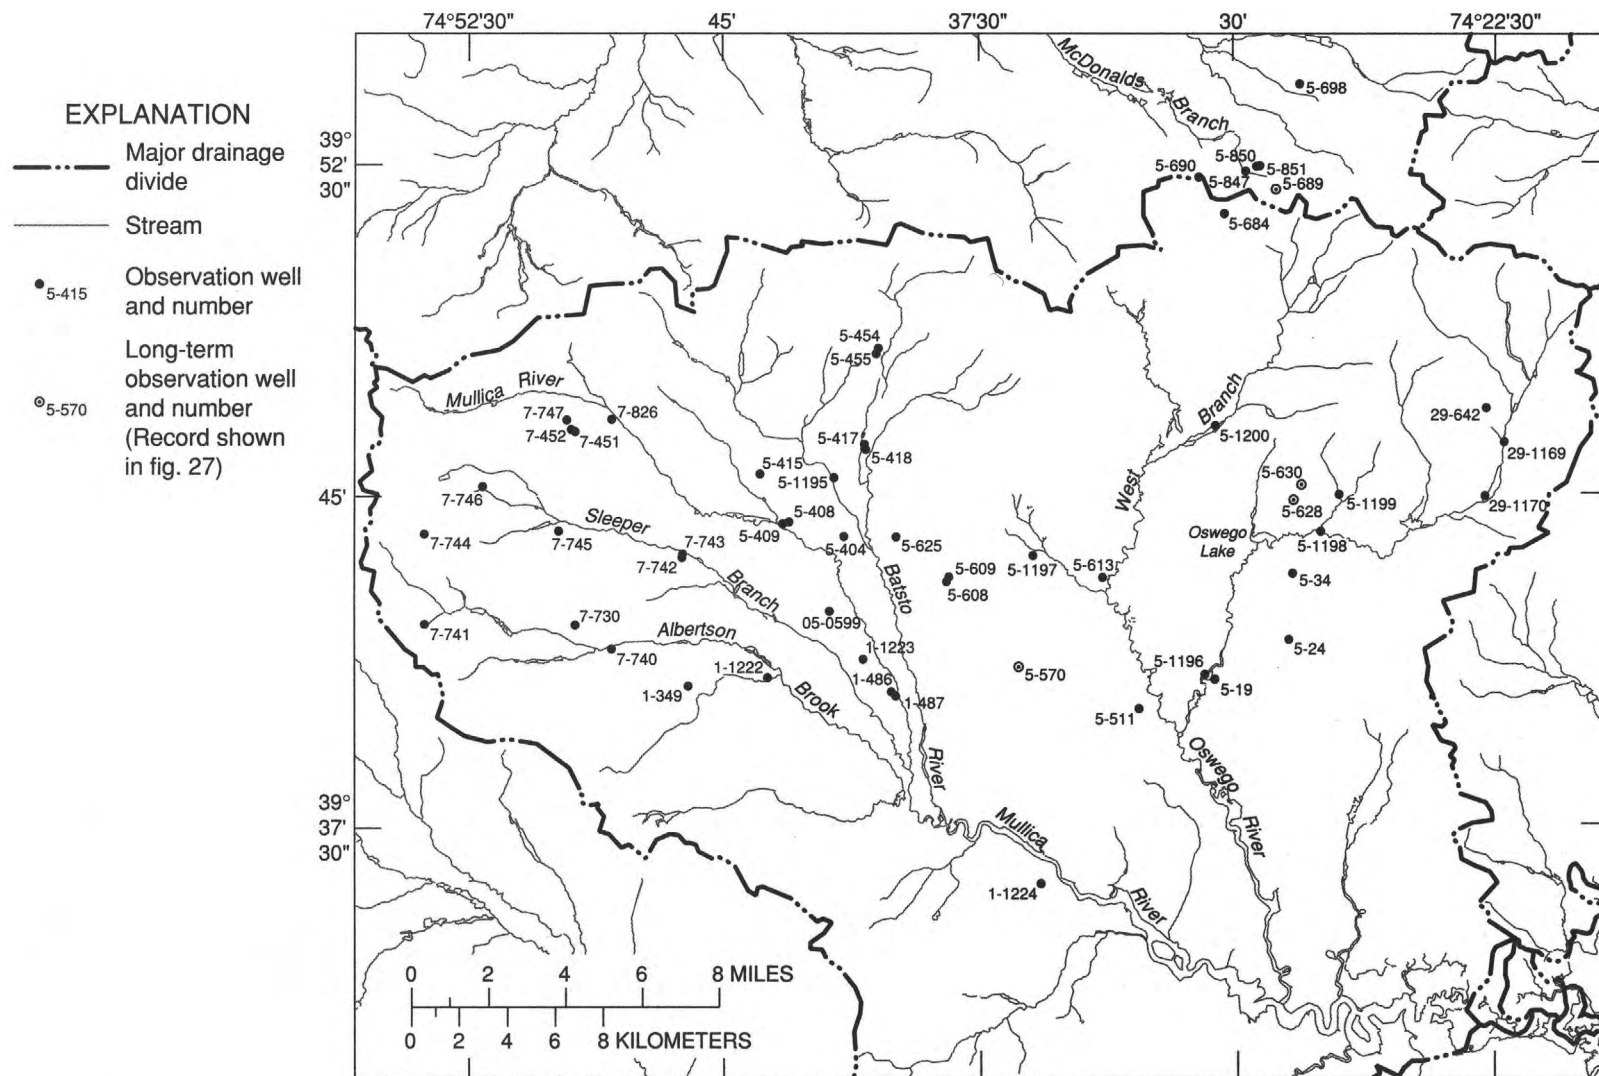 74°52'30"
45'
37'30"
30'
74°22'30"
EXPLANATION
Major drainage
divide
Stream
5-415
Observation well
and number
5-570
Long-term
observation well
and number
(Record shown
in fig. 27)
39°
52'
30"
45'
39°
37'
30"
McDonalds
Branch
5-698
5-690
5-850
5-851
5-847
5-689
5-684
5-454
5-455
Mullica River
7-747
7-826
7-452
7-451
5-417
5-418
5-415
5-1195
Branch
5-1200
29-642
29-1169
5-630
5-628
5-1199
29-1170
West
7-746
Sleeper
5-408
5-409
5-404
5-625
Oswego
Lake
5-1198
7-744
7-745
7-743
7-742
5-609
5-608
5-1197
5-613
5-34
Batsto
Branch
05-0599
7-741
7-730
Albertson
7-740
1-1222
1-1223
5-24
1-349
Brook
1-486
1-487
5-570
5-1196
5-19
5-511
River
Oswego
River
Mullica
River
1-1224
0 2 4 6 8 MILES
0 2 4 6 8 KILOMETERS